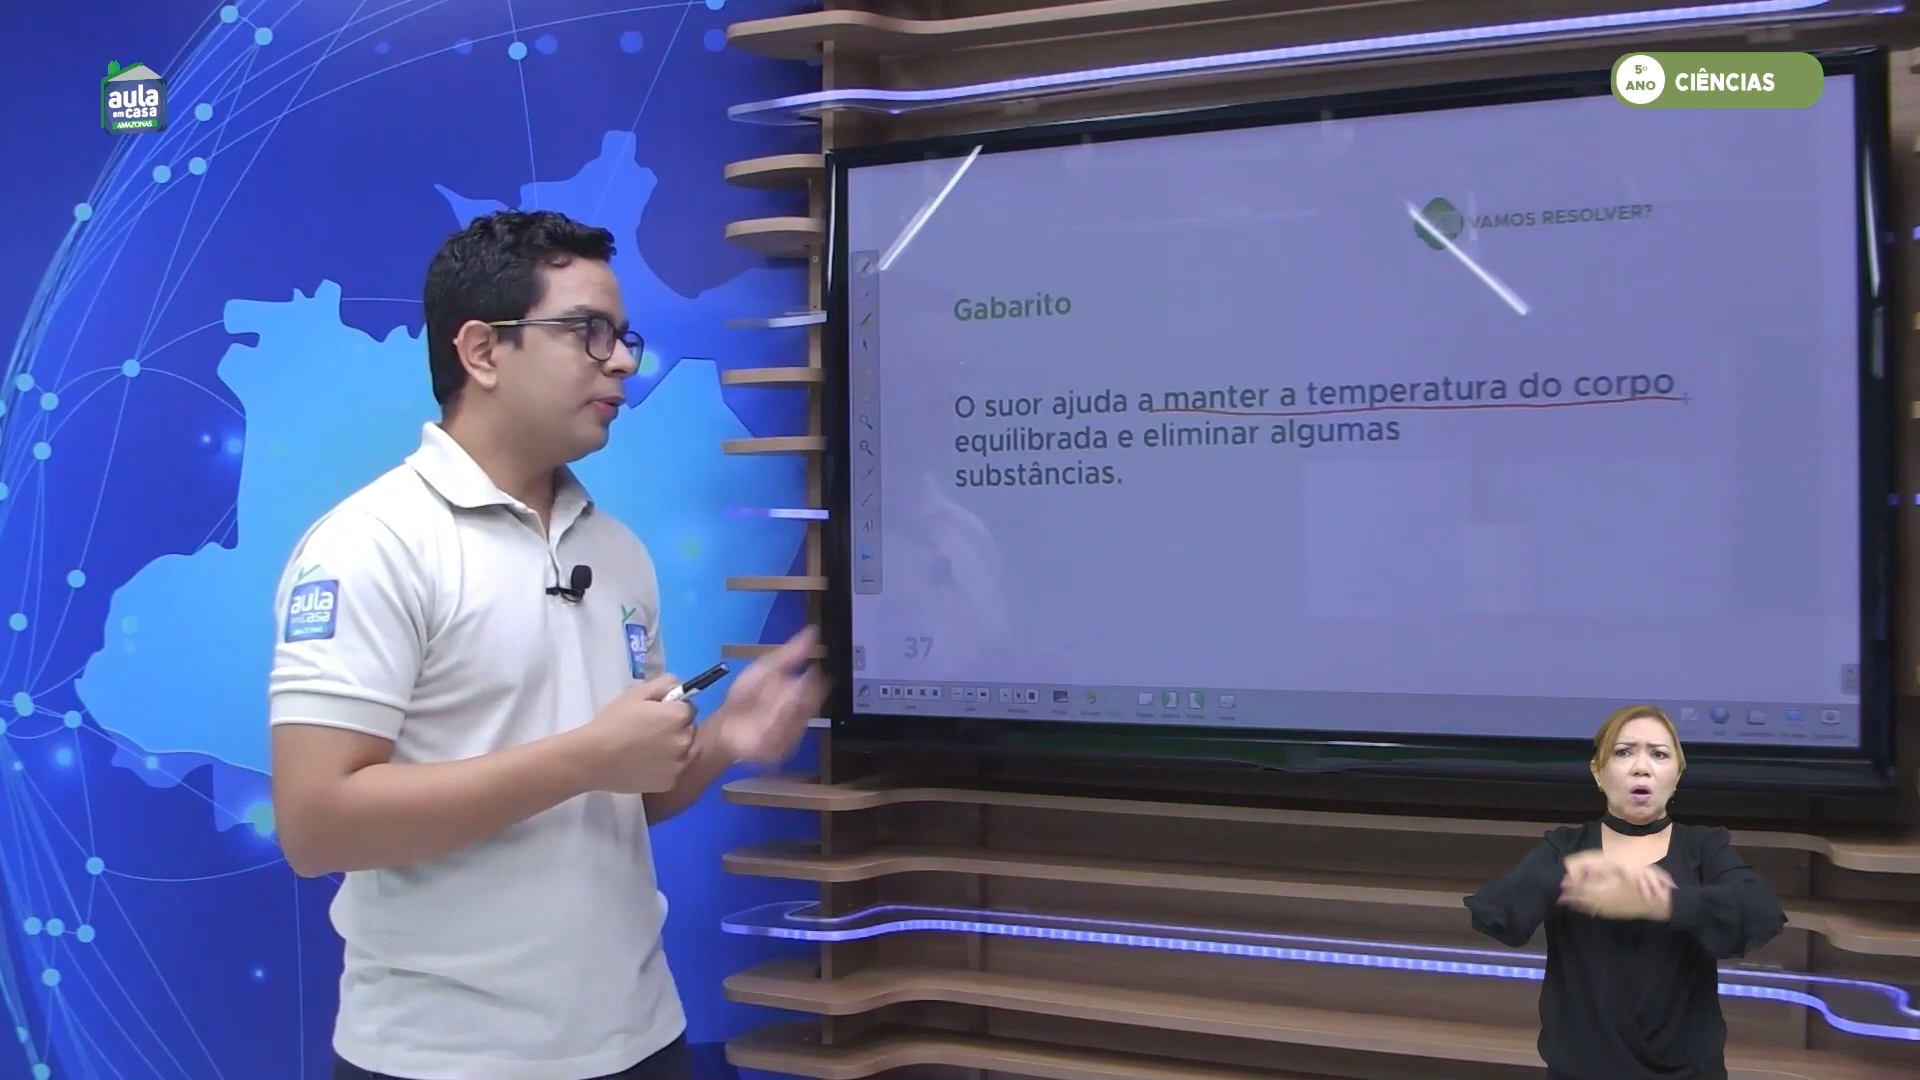 aula
em casa
AMAZONAS
5º
ANO
CIÊNCIAS
VAMOS RESOLVER?
Gabarito
O suor ajuda a manter a temperatura do corpo
equilibrada e eliminar algumas
substâncias.
37
aula
em casa